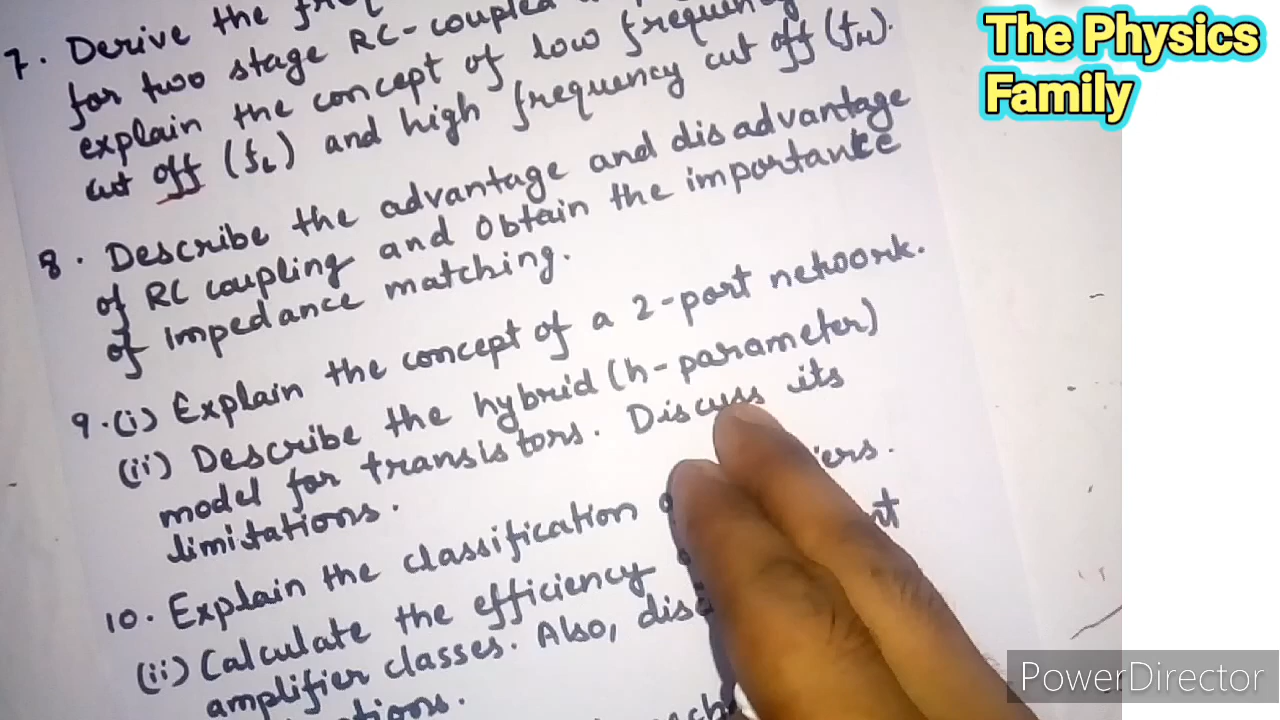 7. Derive the
for two stage RC-coupled
explain the concept of low frequency
cut off (fL) and high frequency cut off (fH).
8. Describe the advantage and dis advantage
of RC coupling and obtain the importance
of impedance matching.
9.(i) Explain the concept of a 2-port network.
(ii) Describe the hybrid (h-parameter)
model for transistors. Discuss its
limitations.
10. Explain the classification
(ii) Calculate the efficiency
amplifier classes. Also,
The Physics
Family
PowerDirector